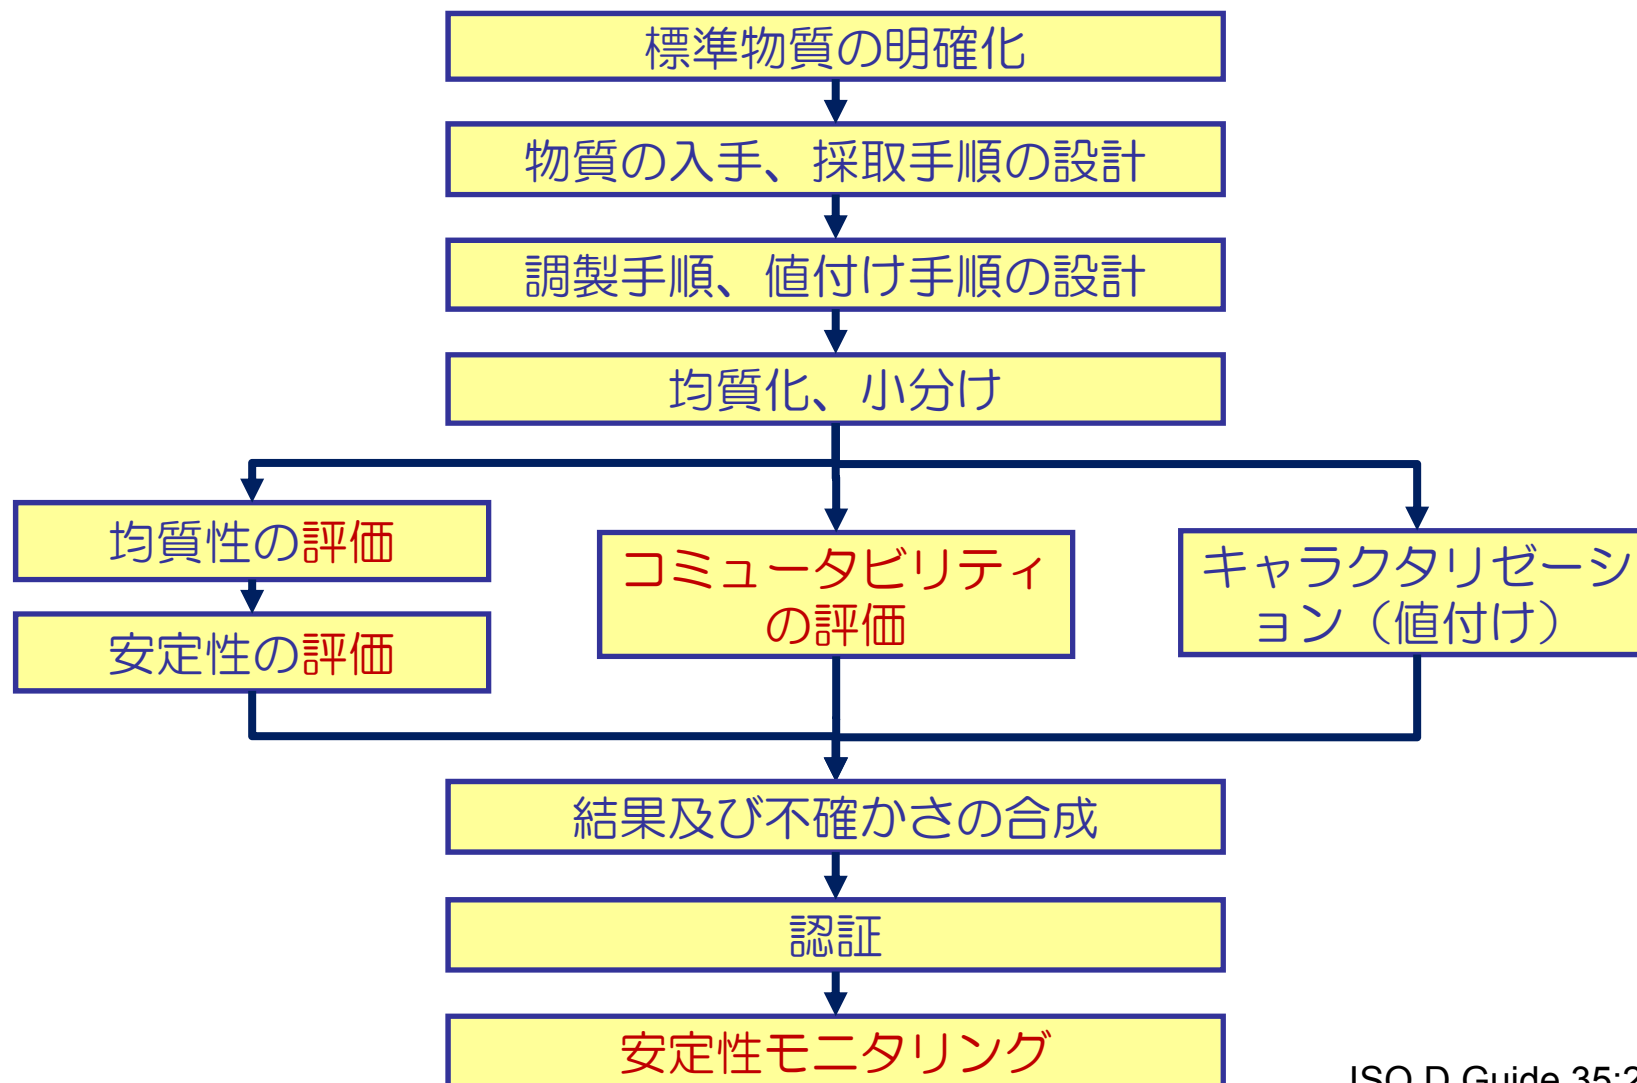 標準物質の明確化
物質の入手、採取手順の設計
調製手順、値付け手順の設計
均質化、小分け
均質性の評価
安定性の評価
コミュータビリティ
の評価
キャラクタリゼーシ
ョン（値付け）
結果及び不確かさの合成
認証
安定性モニタリング
ISO D Guide 35:2